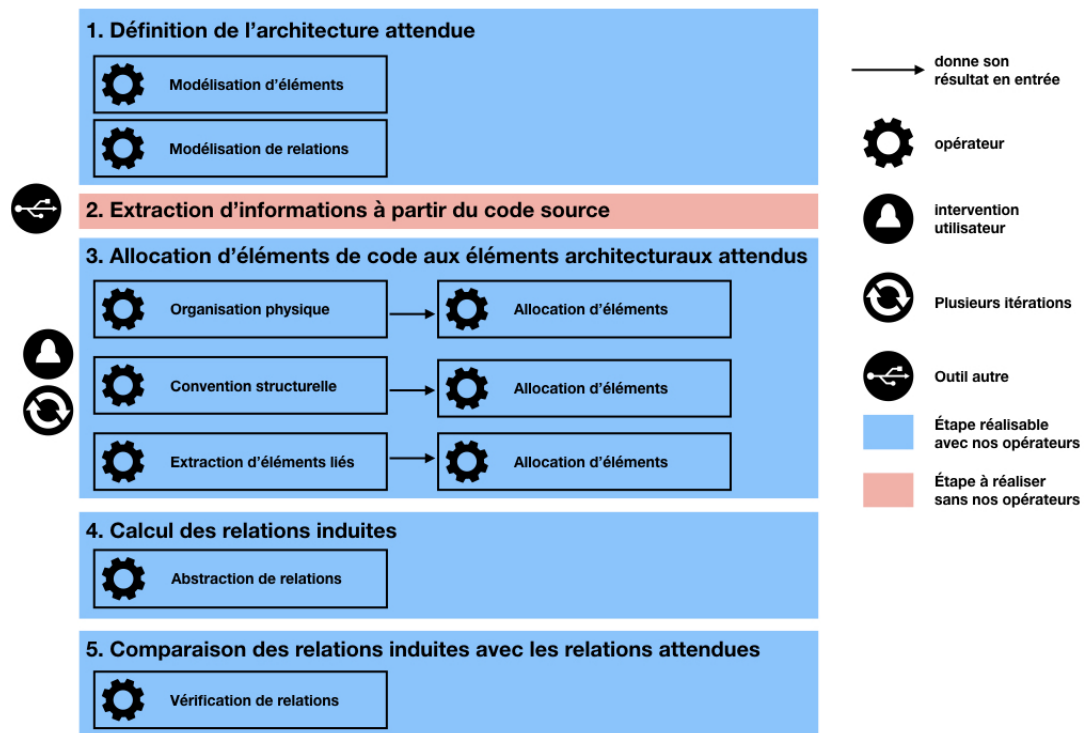 1. Définition de l'architecture attendue
Modélisation d'éléments
Modélisation de relations
2. Extraction d'informations à partir du code source
3. Allocation d'éléments de code aux éléments architecturaux attendus
Organisation physique
Allocation d'éléments
Convention structurelle
Allocation d'éléments
Extraction d'éléments liés
Allocation d'éléments
4. Calcul des relations induites
Abstraction de relations
5. Comparaison des relations induites avec les relations attendues
Vérification de relations
donne son
résultat en entrée
opérateur
intervention
utilisateur
Plusieurs itérations
Outil autre
Étape réalisable
avec nos opérateurs
Étape à réaliser
sans nos opérateurs